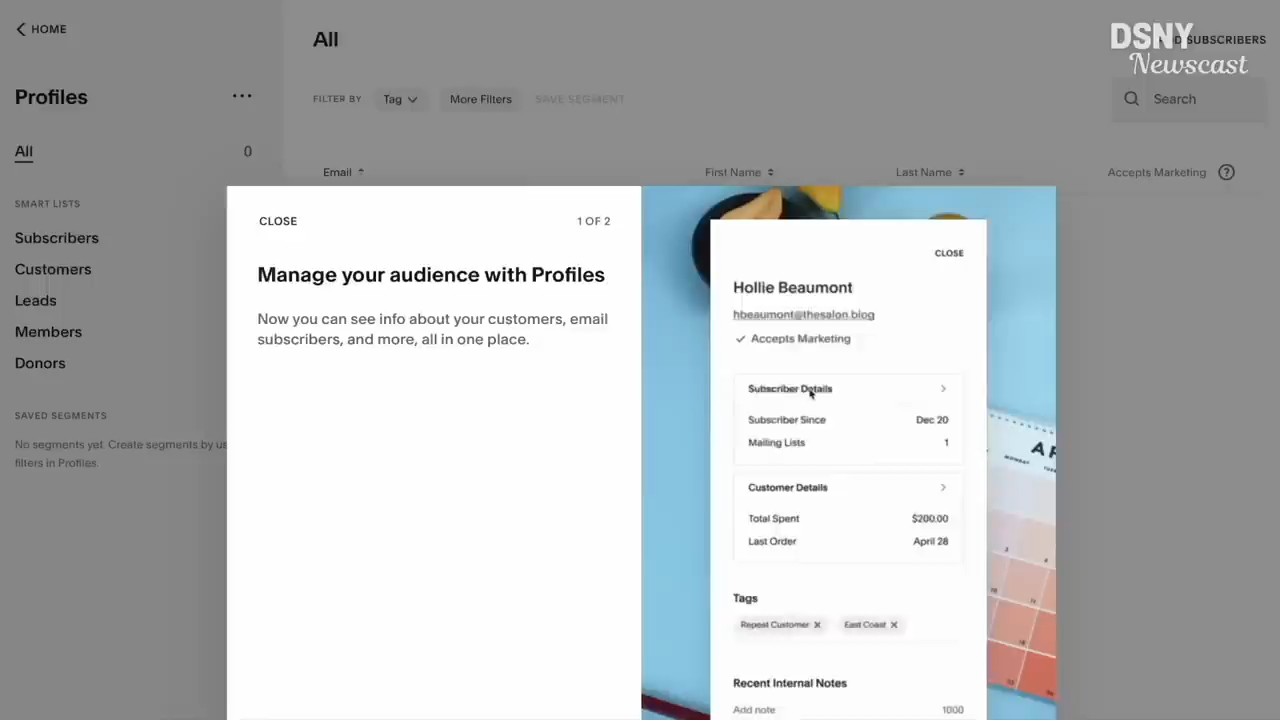 HOME
All
DSNY
SUBSCRIBERS
Newscast
Profiles
FILTER BY
Tag
More Filters
SAVE SEGMENT
Search
All
0
Email
First Name
Last Name
Accepts Marketing
?
SMART LISTS
Subscribers
Customers
Leads
Members
Donors
SAVED SEGMENTS
No segments yet. Create segments by us
filters in Profiles.
CLOSE
1 OF 2
Manage your audience with Profiles
Now you can see info about your customers, email
subscribers, and more, all in one place.
CLOSE
Hollie Beaumont
hbeaumont@thesalon.blog
Accepts Marketing
Subscriber Details
Subscriber Since Dec 20
Mailing Lists 1
Customer Details
Total Spent $200.00
Last Order April 28
Tags
Repeat Customer
East Coast
Recent Internal Notes
Add note 1000